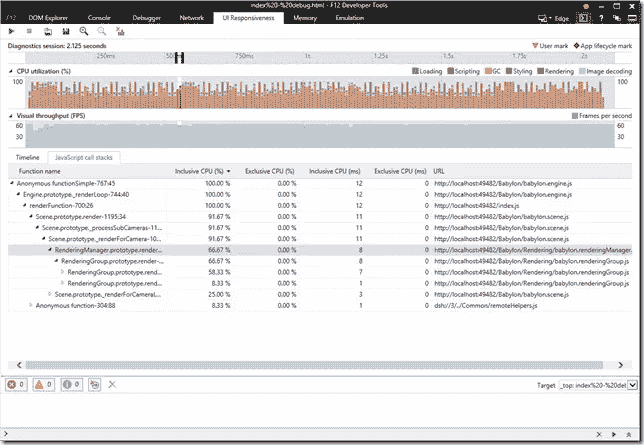 index%20-%20debug.html - F12 Developer Tools
F12 DOM Explorer Console Debugger Network UI Responsiveness Memory Emulation Edge ?
Diagnostics session: 2.125 seconds User mark App lifecycle mark
250ms 500ms 750ms 1s 1.25s 1.5s 1.75s 2s
CPU utilization (%) Loading Scripting GC Styling Rendering Image decoding
100 100
Visual throughput (FPS) Frames per second
60 60
30 30
Timeline JavaScript call stacks
Function name Inclusive CPU (%) Exclusive CPU (%) Inclusive CPU (ms) Exclusive CPU (ms) URL
Anonymous functionSimple-767:45 100.00 % 0.00 % 12 0 http://localhost:49482/Babylon/babylon.engine.js
Engine.prototype._renderLoop-744:40 100.00 % 0.00 % 12 0 http://localhost:49482/Babylon/babylon.engine.js
renderFunction-700:26 100.00 % 0.00 % 12 0 http://localhost:49482/index.js
Scene.prototype.render-1195:34 91.67 % 0.00 % 11 0 http://localhost:49482/Babylon/babylon.scene.js
Scene.prototype._processSubCameras-11... 91.67 % 0.00 % 11 0 http://localhost:49482/Babylon/babylon.scene.js
Scene.prototype._renderForCamera-10... 91.67 % 0.00 % 11 0 http://localhost:49482/Babylon/babylon.scene.js
RenderingManager.prototype.rend... 66.67 % 0.00 % 8 0 http://localhost:49482/Babylon/Rendering/babylon.renderingManager.
RenderingGroup.prototype.render-... 66.67 % 0.00 % 8 0 http://localhost:49482/Babylon/Rendering/babylon.renderingGroup.js
RenderingGroup.prototype.rend... 58.33 % 0.00 % 7 0 http://localhost:49482/Babylon/Rendering/babylon.renderingGroup.js
RenderingGroup.prototype.rend... 8.33 % 0.00 % 1 0 http://localhost:49482/Babylon/Rendering/babylon.renderingGroup.js
Scene.prototype._renderForCameraL... 25.00 % 0.00 % 3 0 http://localhost:49482/Babylon/babylon.scene.js
Anonymous function-304:88 8.33 % 0.00 % 1 0 dsh://3/../Common/remoteHelpers.js
0 0 0 Target _top: index%20-%20del